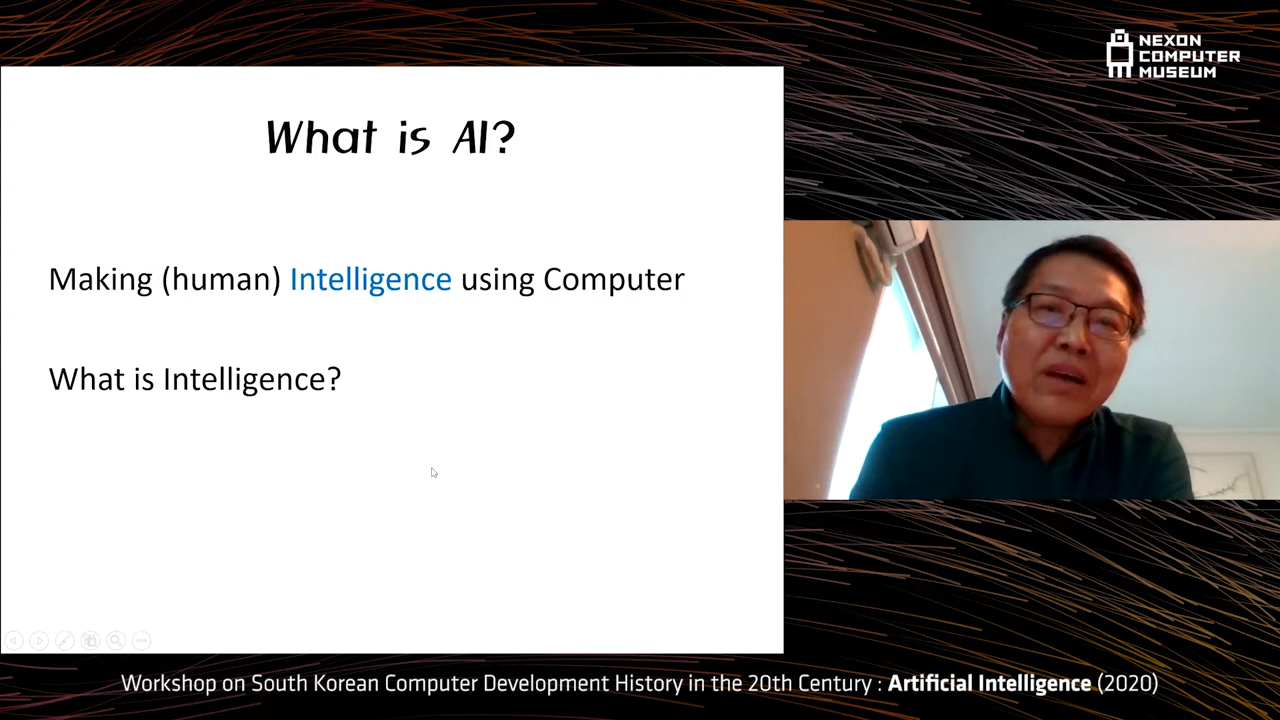 NEXON
COMPUTER
MUSEUM
What is AI?
Making (human) Intelligence using Computer
What is Intelligence?
Workshop on South Korean Computer Development History in the 20th Century : Artificial Intelligence (2020)